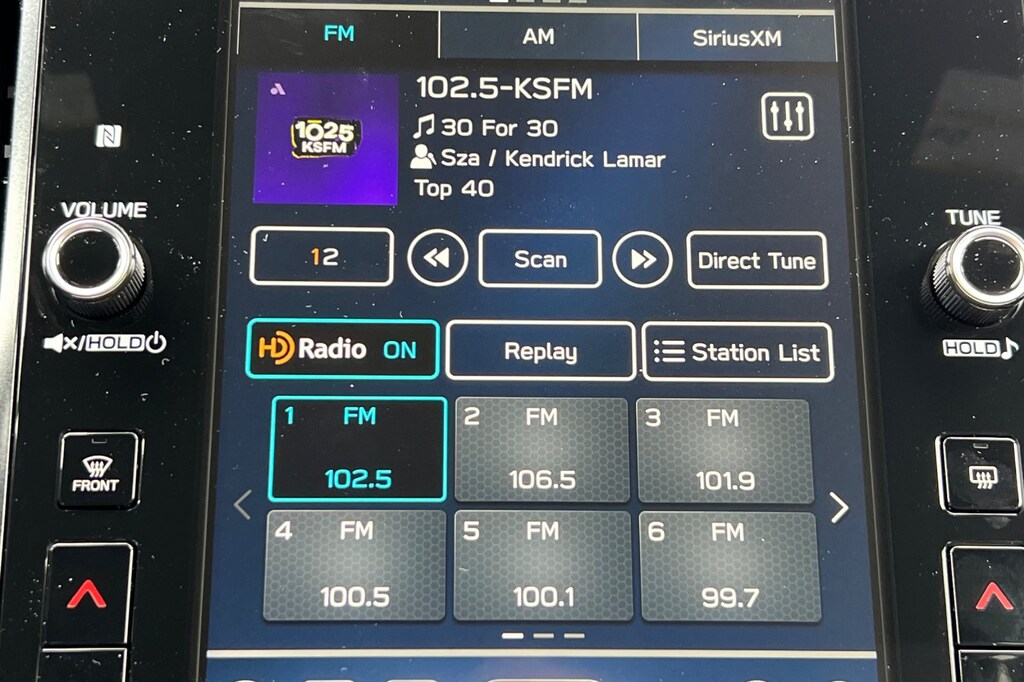 FM AM SiriusXM
102.5-KSFM
1025
KSFM
30 For 30
Sza / Kendrick Lamar
Top 40
VOLUME
TUNE
12 Scan Direct Tune
×/HOLD
HOLD
HD Radio ON Replay Station List
1 FM 2 FM 3 FM
102.5 106.5 101.9
FRONT
4 FM 5 FM 6 FM
100.5 100.1 99.7